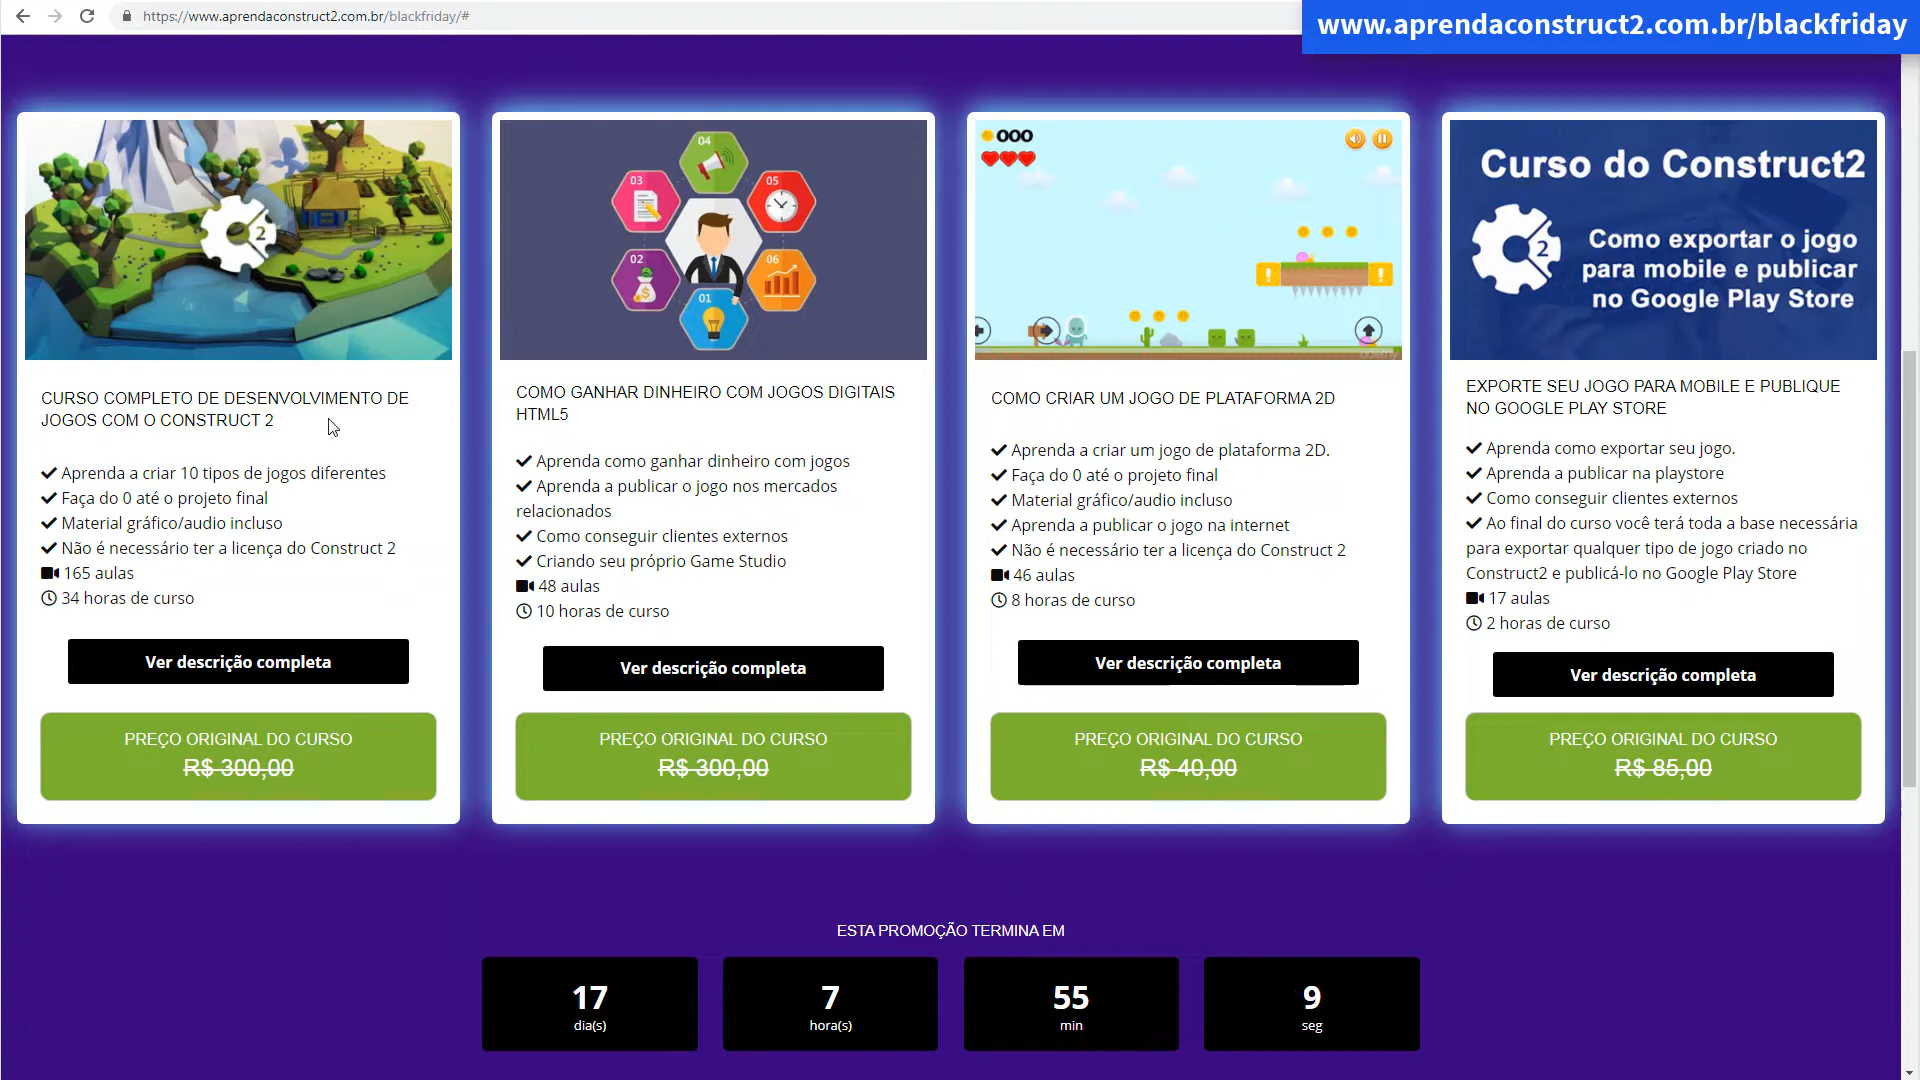 https://www.aprendaconstruct2.com.br/blackfriday/#
www.aprendaconstruct2.com.br/blackfriday
2
CURSO COMPLETO DE DESENVOLVIMENTO DE
JOGOS COM O CONSTRUCT 2
Aprenda a criar 10 tipos de jogos diferentes
Faça do 0 até o projeto final
Material gráfico/audio incluso
Não é necessário ter a licença do Construct 2
165 aulas
34 horas de curso
Ver descrição completa
PREÇO ORIGINAL DO CURSO
R$ 300,00
04
03
05
02
06
01
COMO GANHAR DINHEIRO COM JOGOS DIGITAIS
HTML5
Aprenda como ganhar dinheiro com jogos
Aprenda a publicar o jogo nos mercados
relacionados
Como conseguir clientes externos
Criando seu próprio Game Studio
48 aulas
10 horas de curso
Ver descrição completa
PREÇO ORIGINAL DO CURSO
R$ 300,00
000
udemy
COMO CRIAR UM JOGO DE PLATAFORMA 2D
Aprenda a criar um jogo de plataforma 2D.
Faça do 0 até o projeto final
Material gráfico/audio incluso
Aprenda a publicar o jogo na internet
Não é necessário ter a licença do Construct 2
46 aulas
8 horas de curso
Ver descrição completa
PREÇO ORIGINAL DO CURSO
R$ 40,00
Curso do Construct2
2
Como exportar o jogo
para mobile e publicar
no Google Play Store
EXPORTE SEU JOGO PARA MOBILE E PUBLIQUE
NO GOOGLE PLAY STORE
Aprenda como exportar seu jogo.
Aprenda a publicar na playstore
Como conseguir clientes externos
Ao final do curso você terá toda a base necessária
para exportar qualquer tipo de jogo criado no
Construct2 e publicá-lo no Google Play Store
17 aulas
2 horas de curso
Ver descrição completa
PREÇO ORIGINAL DO CURSO
R$ 85,00
ESTA PROMOÇÃO TERMINA EM
17
dia(s)
7
hora(s)
55
min
9
seg